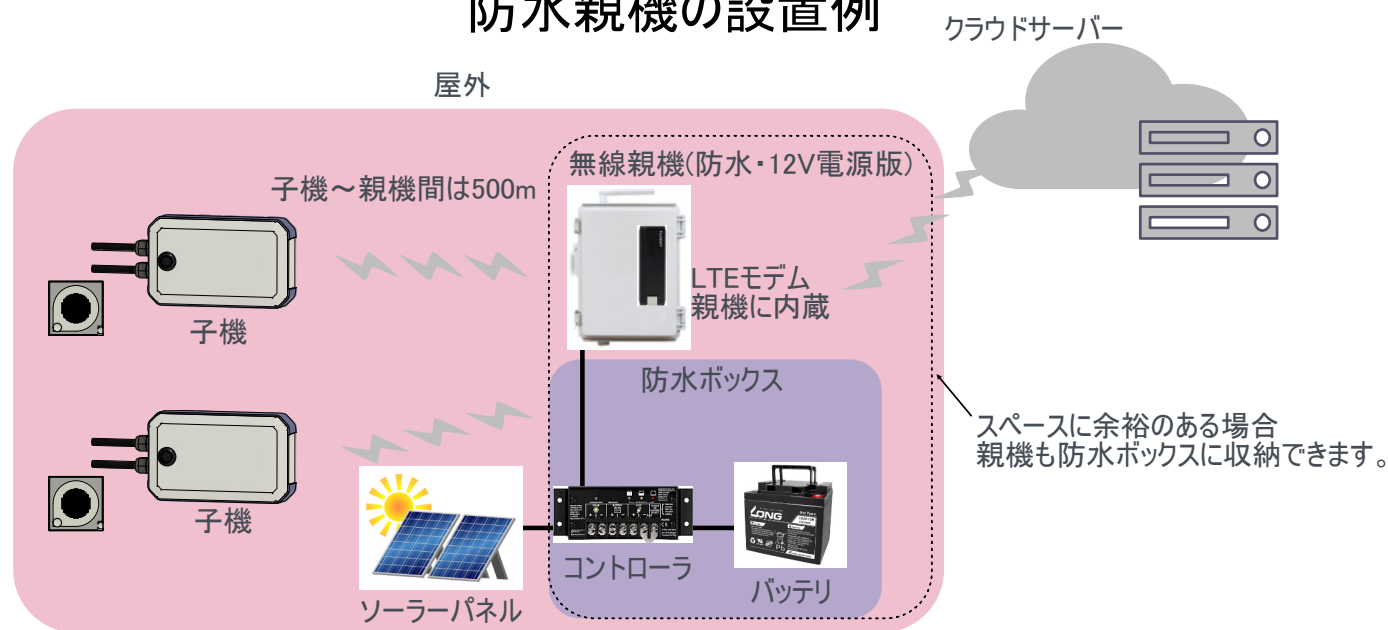 防水親機の設置例
クラウドサーバー
屋外
無線親機(防水・12V電源版)
子機～親機間は500m
LTEモデム
親機に内蔵
子機
防水ボックス
スペースに余裕のある場合
親機も防水ボックスに収納できます。
子機
LONG
コントローラ
バッテリ
ソーラーパネル